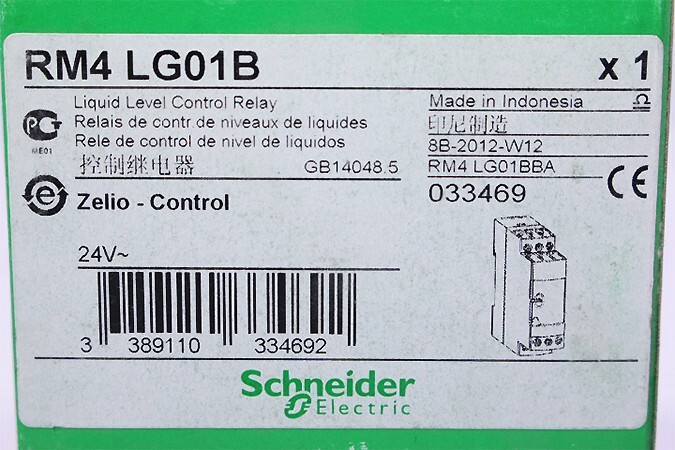 RM4 LG01B x 1
Liquid Level Control Relay
Relais de contr. de niveaux de liquides
Rele de control de nivel de liquidos
控制继电器 GB14048.5
ME01
Zelio - Control
24V~
3 389110 334692
Made in Indonesia
印尼制造
8B-2012-W12
RM4 LG01BBA
033469
CE
Schneider
Electric